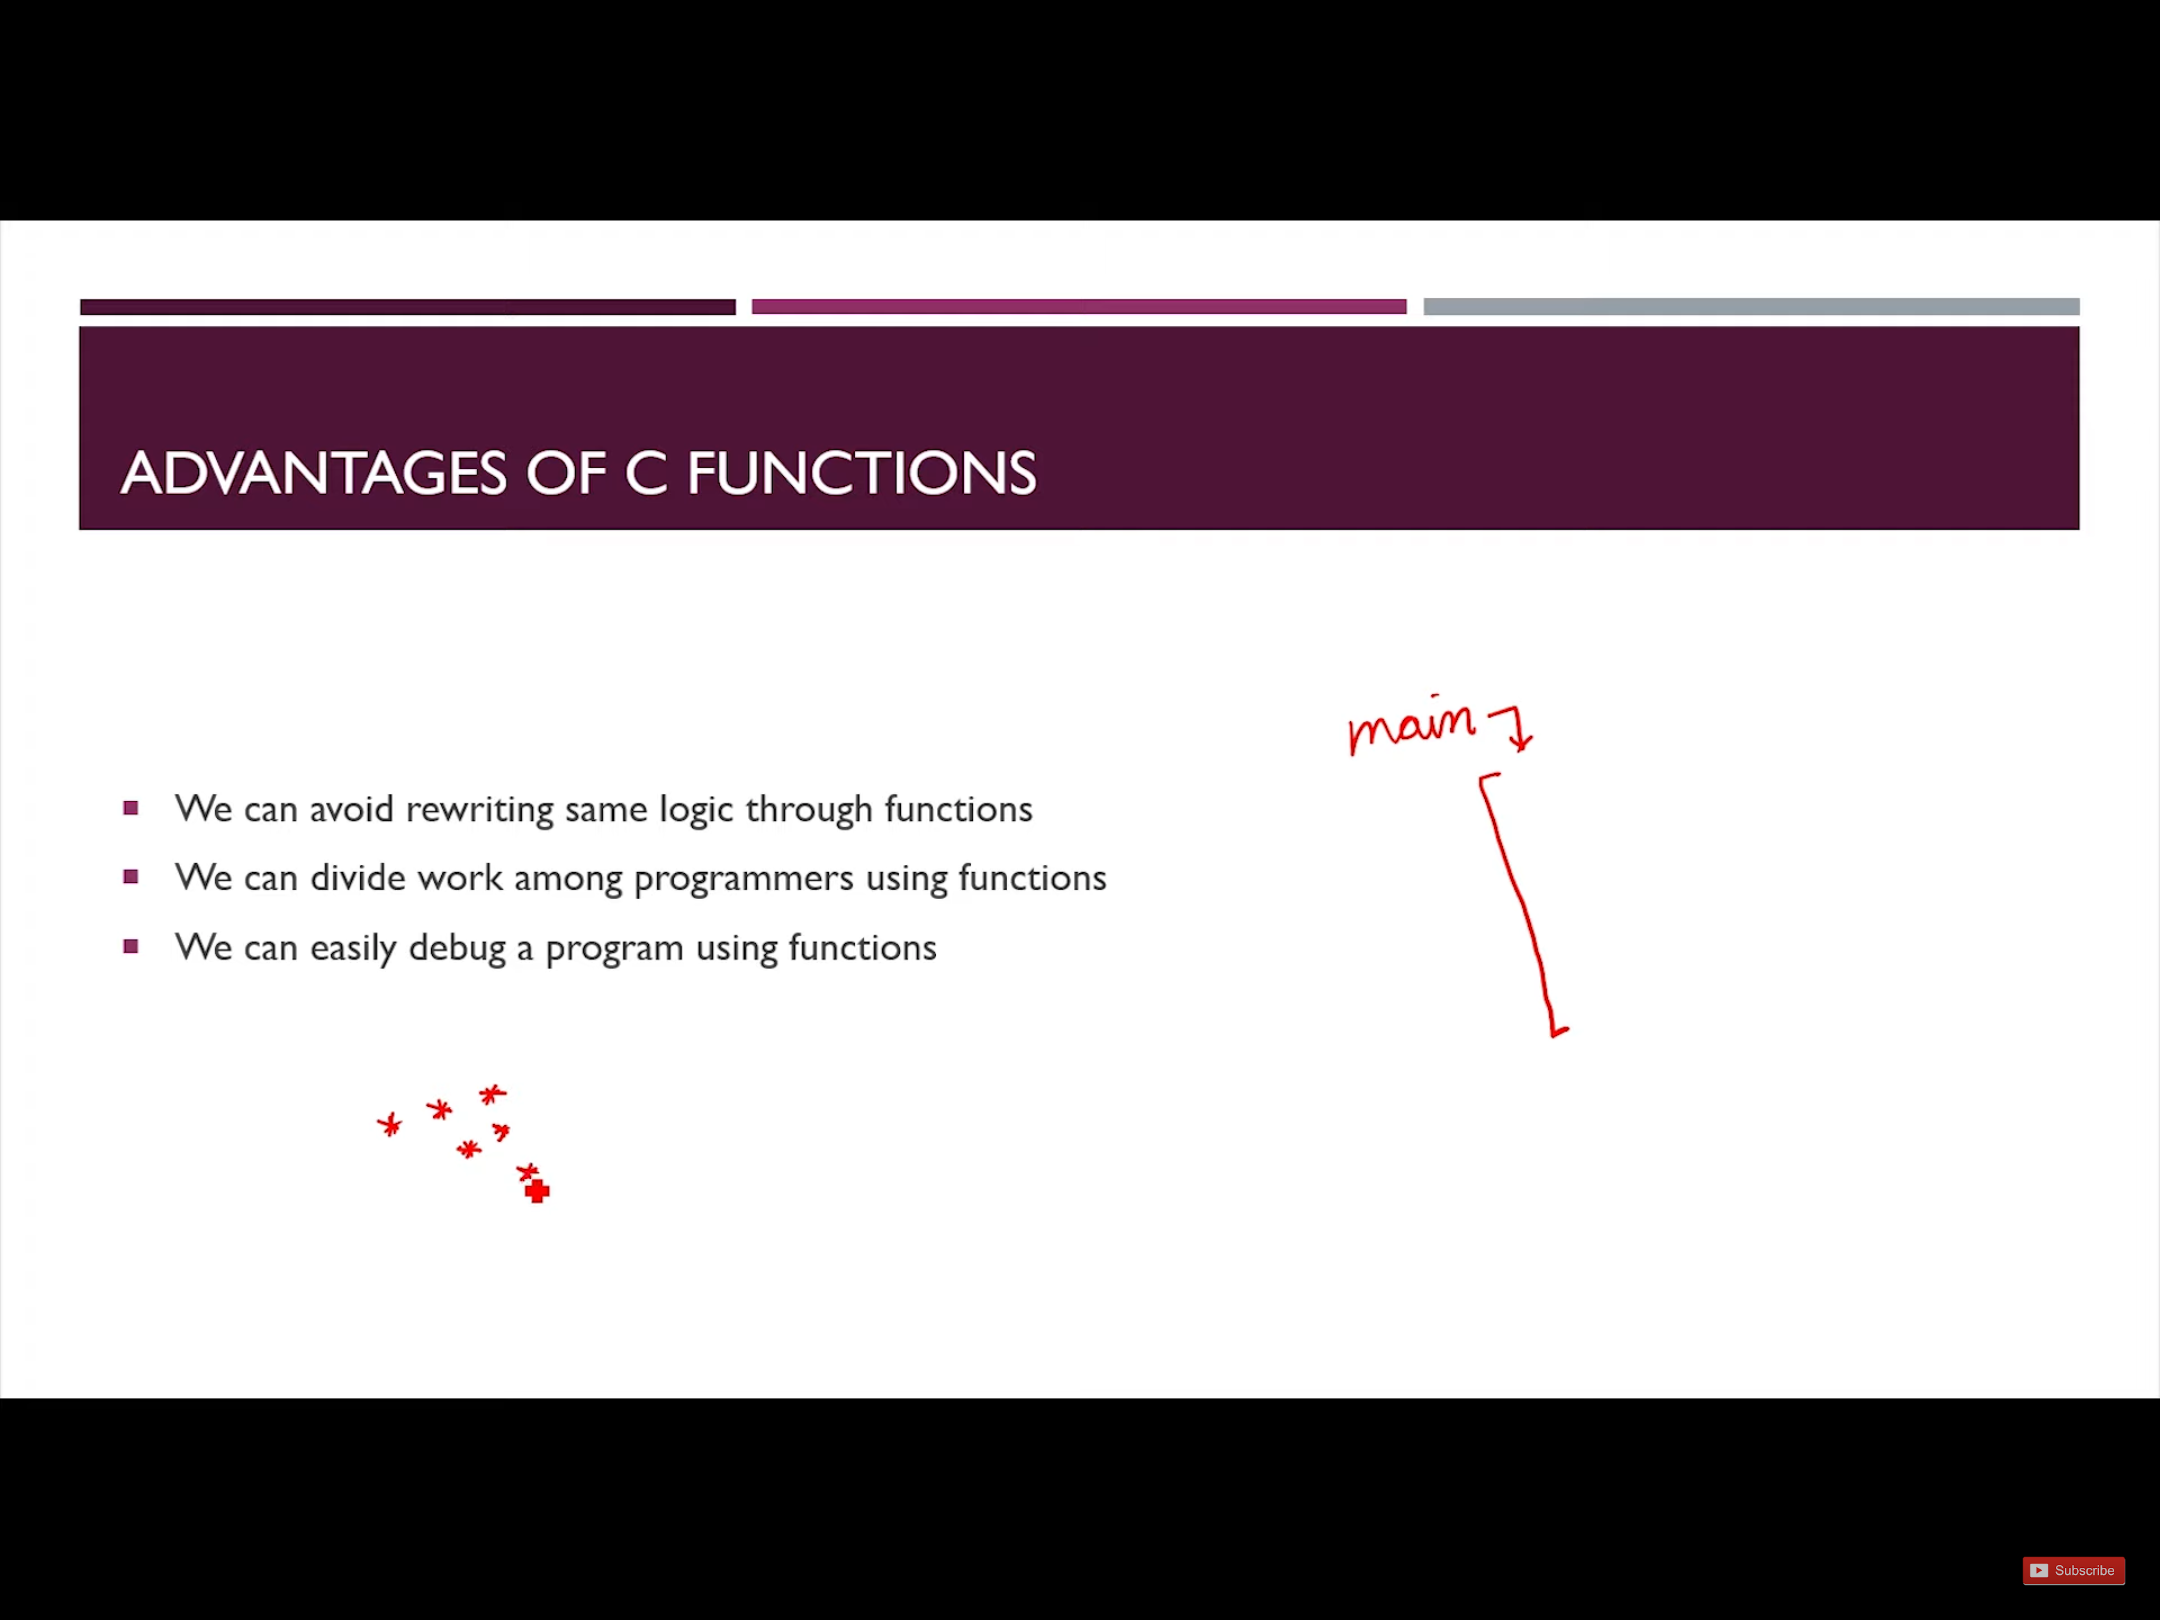 ADVANTAGES OF C FUNCTIONS
main
We can avoid rewriting same logic through functions
We can divide work among programmers using functions
We can easily debug a program using functions
Subscribe